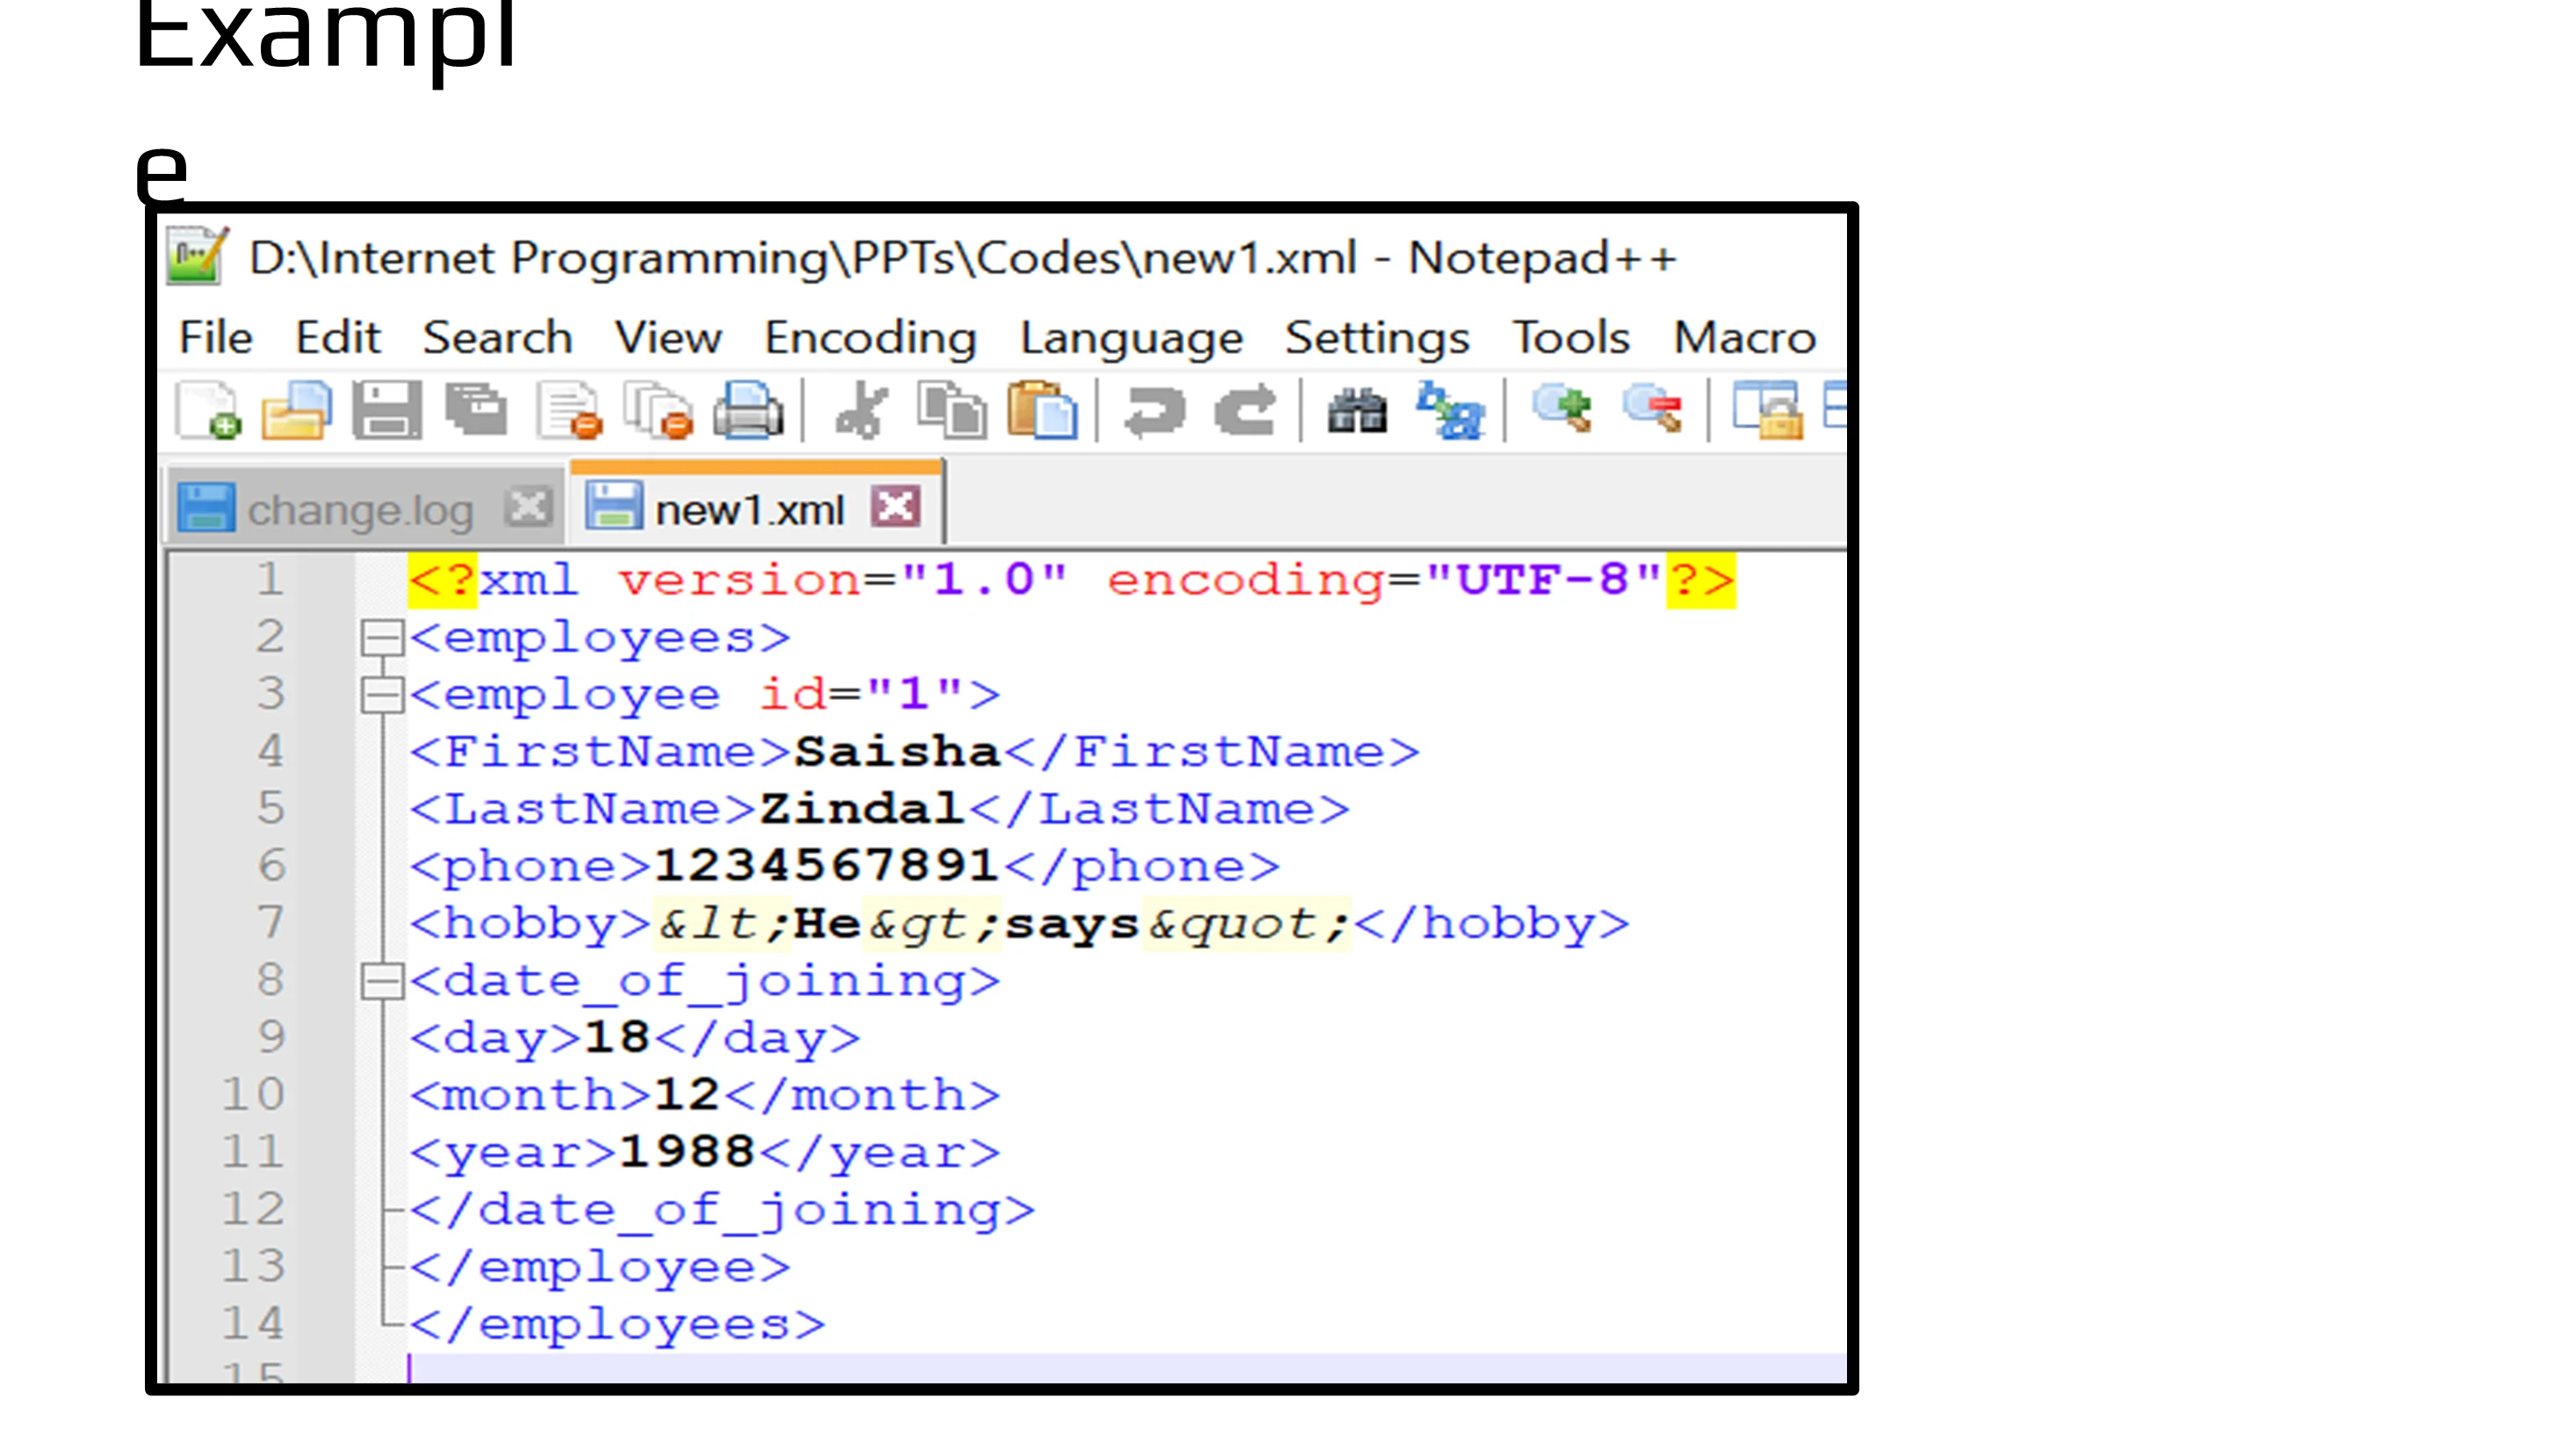 Exampl
e
D:\Internet Programming\PPTs\Codes\new1.xml - Notepad++
File Edit Search View Encoding Language Settings Tools Macro
change.log new1.xml
1 <?xml version="1.0" encoding="UTF-8"?>
2 <employees>
3 <employee id="1">
4 <FirstName>Saisha</FirstName>
5 <LastName>Zindal</LastName>
6 <phone>1234567891</phone>
7 <hobby>&lt;He&gt;says&quot;</hobby>
8 <date_of_joining>
9 <day>18</day>
10 <month>12</month>
11 <year>1988</year>
12 </date_of_joining>
13 </employee>
14 </employees>
15